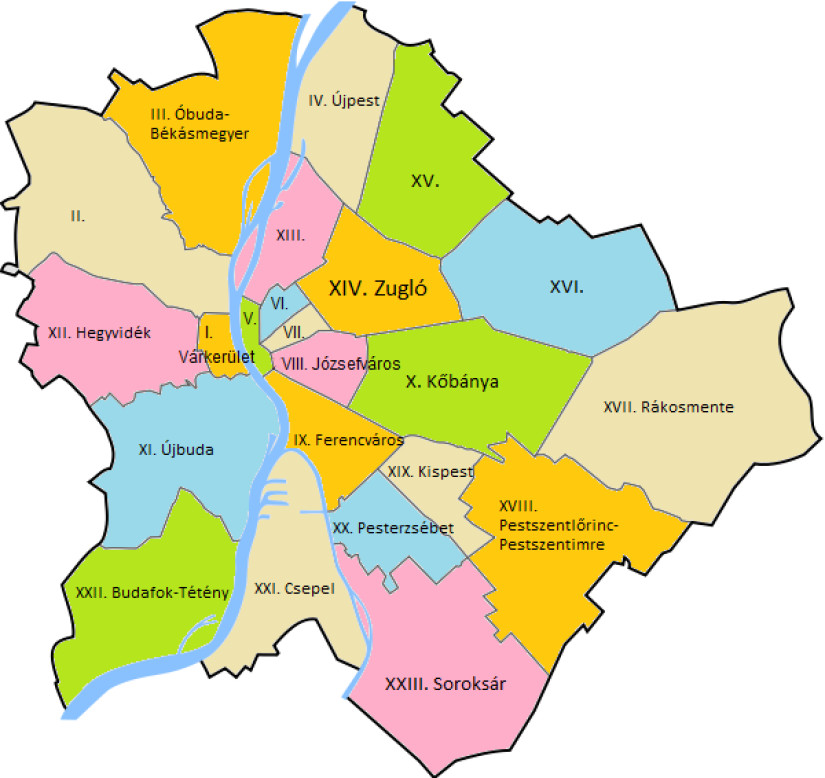 IV. Újpest
III. Óbuda-
Békásmegyer
XV.
II.
XIII.
XIV. Zugló
XVI.
VI.
V.
I.
VII.
XII. Hegyvidék
Várkerület
VIII. Józsefváros
X. Kőbánya
XVII. Rákosmente
IX. Ferencváros
XI. Újbuda
XIX. Kispest
XVIII.
Pestszentlőrinc-
Pestszentimre
XX. Pesterzsébet
XXI. Csepel
XXII. Budafok-Tétény
XXIII. Soroksár